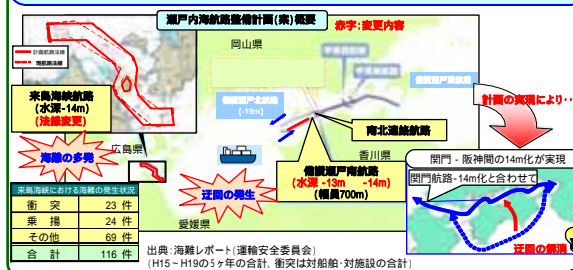 瀬戸内海航路整備計画(案)概要
赤字:変更内容
岡山県
計画航路法線
現航路法線
来島海峡航路
(水深-14m)
(法線変更)
備讃瀬戸北航路
(-19m)
計画の実現により‥
南北連絡航路
広島県
海難の多発
香川県
備讃瀬戸南航路
(水深 -13m -14m)
(幅員700m)
関門 - 阪神間の14m化が実現
関門航路-14m化と合わせて
迂回の発生
来島海峡における海難の発生状況
衝 突 23 件
乗 揚 24 件
その他 69 件
合 計 116 件
愛媛県
迂回の解消
出典:海難レポート(運輸安全委員会)
(H15~H19の5ヶ年の合計、衝突は対船舶・対施設の合計)